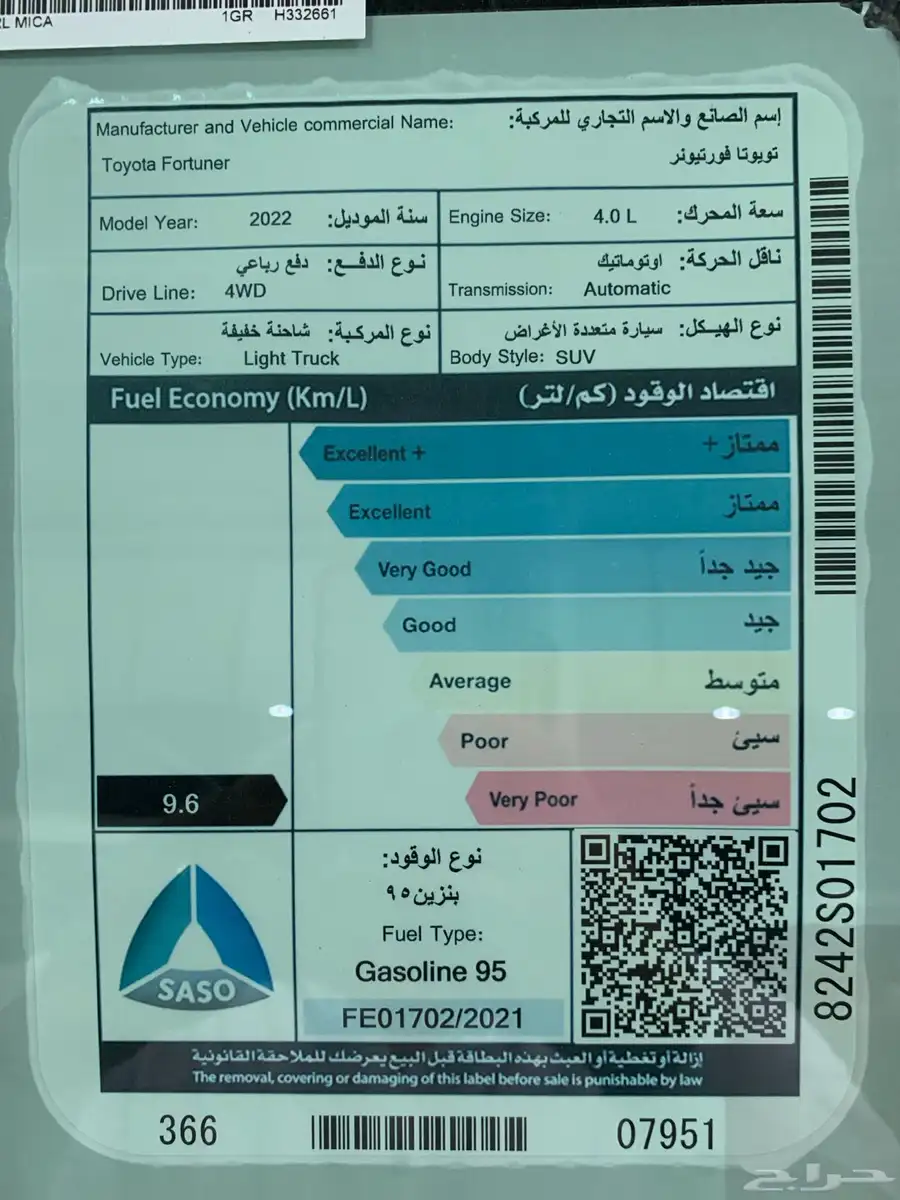 RL MICA
1GR H332661
Manufacturer and Vehicle commercial Name: إسم الصانع والاسم التجاري للمركبة:
Toyota Fortuner تويوتا فورتيونر
Model Year: 2022 سنة الموديل:
Engine Size: 4.0 L سعة المحرك:
نوع الدفـــع: دفع رباعي
Drive Line: 4WD
ناقل الحركة: اوتوماتيك
Transmission: Automatic
نوع المركبـة: شاحنة خفيفة
Vehicle Type: Light Truck
نوع الهيـكل: سيارة متعددة الأغراض
Body Style: SUV
Fuel Economy (Km/L) اقتصاد الوقود (كم/لتر)
Excellent + ممتاز+
Excellent ممتاز
Very Good جيد جداً
Good جيد
Average متوسط
Poor سيئ
9.6
Very Poor سيئ جداً
SASO
نوع الوقود:
بنزين ٩٥
Fuel Type:
Gasoline 95
FE01702/2021
إزالة أو تغطية أو العبث بهذه البطاقة قبل البيع يعرضك للملاحقة القانونية
The removal, covering or damaging of this label before sale is punishable by law
366 07951
8242S01702
حراج